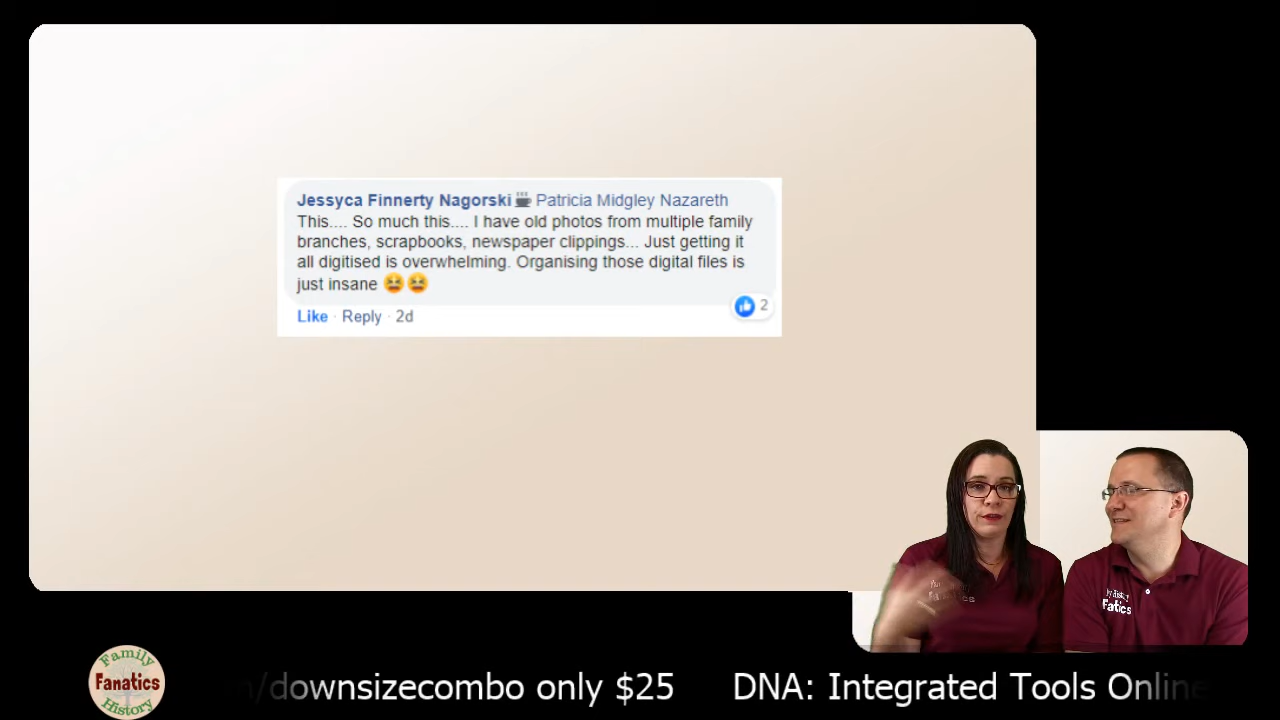 Jessyca Finnerty Nagorski Patricia Midgley Nazareth
This.... So much this.... I have old photos from multiple family
branches, scrapbooks, newspaper clippings... Just getting it
all digitised is overwhelming. Organising those digital files is
just insane 😆😆
2
Like · Reply · 2d
Fanatics
Family
Fanatics
History
/downsizecombo only $25 DNA: Integrated Tools Online